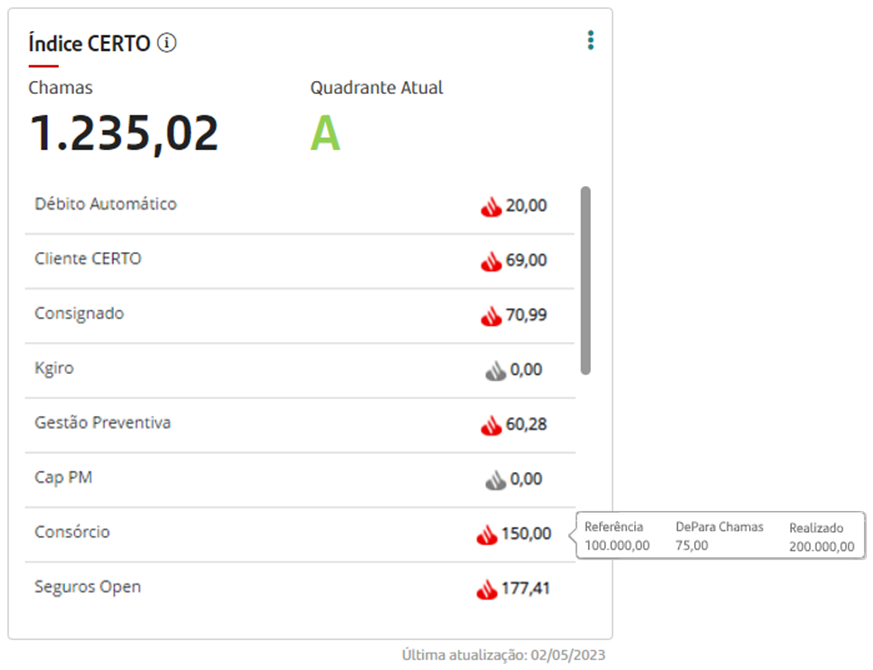 Índice CERTO
Chamas Quadrante Atual
1.235,02 A
Débito Automático 20,00
Cliente CERTO 69,00
Consignado 70,99
Kgiro 0,00
Gestão Preventiva 60,28
Cap PM 0,00
Consórcio 150,00
Referência DePara Chamas Realizado
100.000,00 75,00 200.000,00
Seguros Open 177,41
Última atualização: 02/05/2023